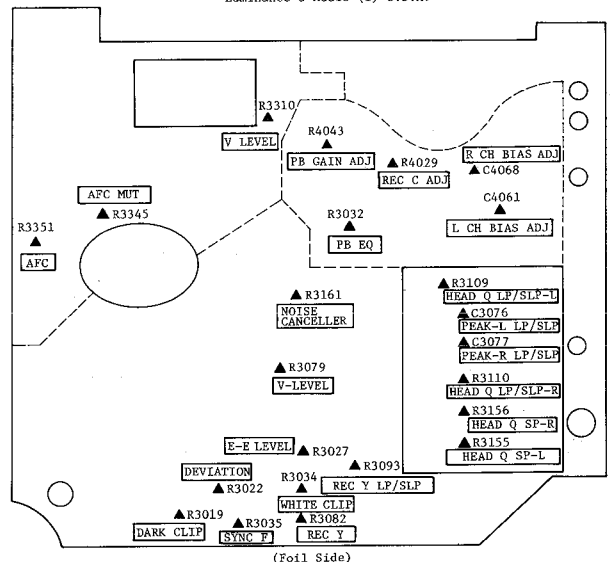 R3310
V LEVEL
R4043
PB GAIN ADJ
R4029
REC C ADJ
R CH BIAS ADJ
C4068
AFC MUT
R3345
R3351
AFC
R3032
PB EQ
C4061
L CH BIAS ADJ
R3161
NOISE
CANCELLER
R3109
HEAD Q LP/SLP-L
C3076
PEAK-L LP/SLP
C3077
PEAK-R LP/SLP
R3079
V-LEVEL
R3110
HEAD Q LP/SLP-R
R3156
HEAD Q SP-R
R3155
HEAD Q SP-L
E-E LEVEL
R3027
R3093
REC Y LP/SLP
DEVIATION
R3022
R3034
WHITE CLIP
R3019
DARK CLIP
R3035
SYNC F
R3082
REC Y
(Foil Side)